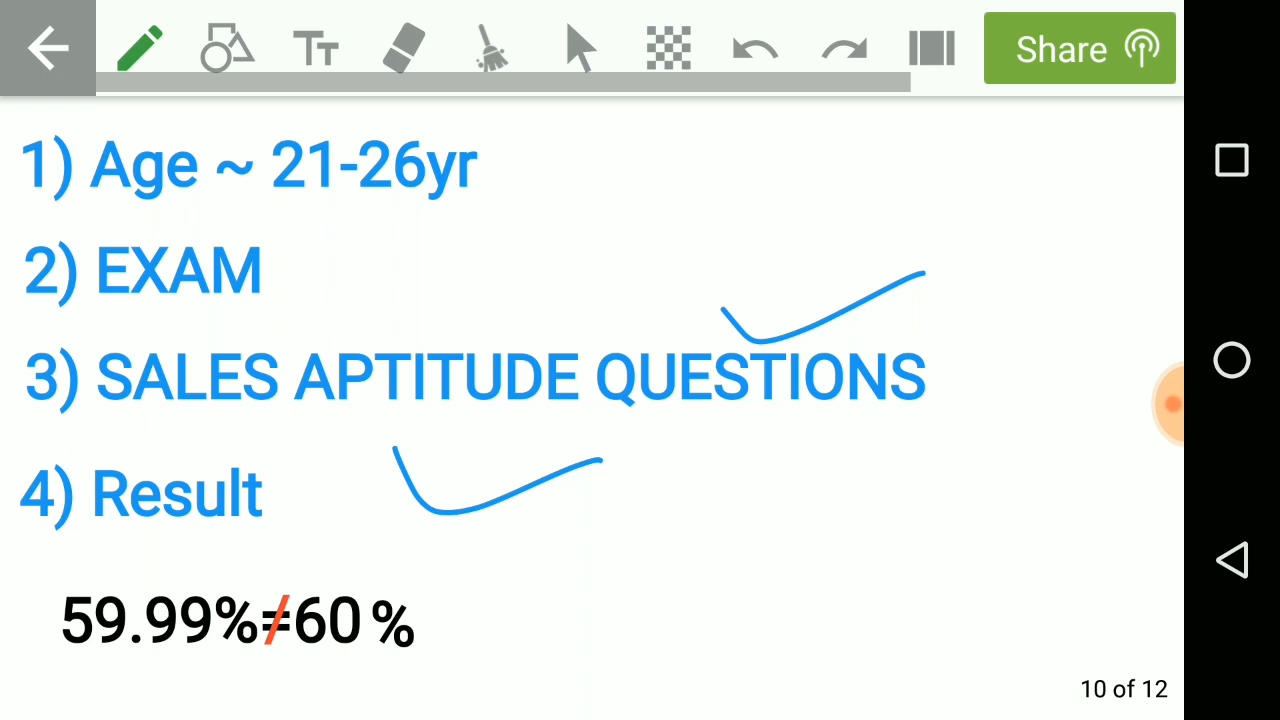 TT
Share
1) Age ~ 21-26yr
2) EXAM
3) SALES APTITUDE QUESTIONS
4) Result
59.99%≠60%
10 of 12